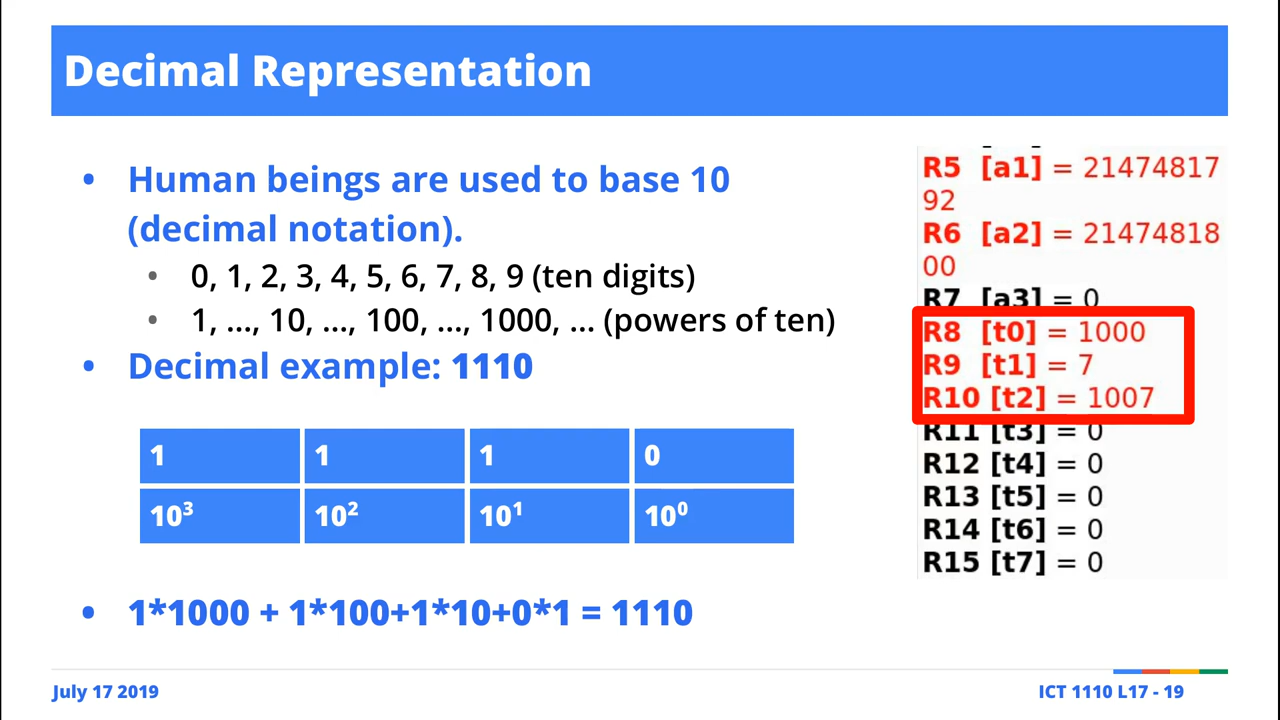 Decimal Representation
• Human beings are used to base 10
(decimal notation).
• 0, 1, 2, 3, 4, 5, 6, 7, 8, 9 (ten digits)
• 1, ..., 10, ..., 100, ..., 1000, ... (powers of ten)
• Decimal example: 1110
1 1 1 0
10³ 10² 10¹ 10⁰
• 1*1000 + 1*100+1*10+0*1 = 1110
R5 [a1] = 21474817
92
R6 [a2] = 21474818
00
R7 [a3] = 0
R8 [t0] = 1000
R9 [t1] = 7
R10 [t2] = 1007
R11 [t3] = 0
R12 [t4] = 0
R13 [t5] = 0
R14 [t6] = 0
R15 [t7] = 0
July 17 2019
ICT 1110 L17 - 19